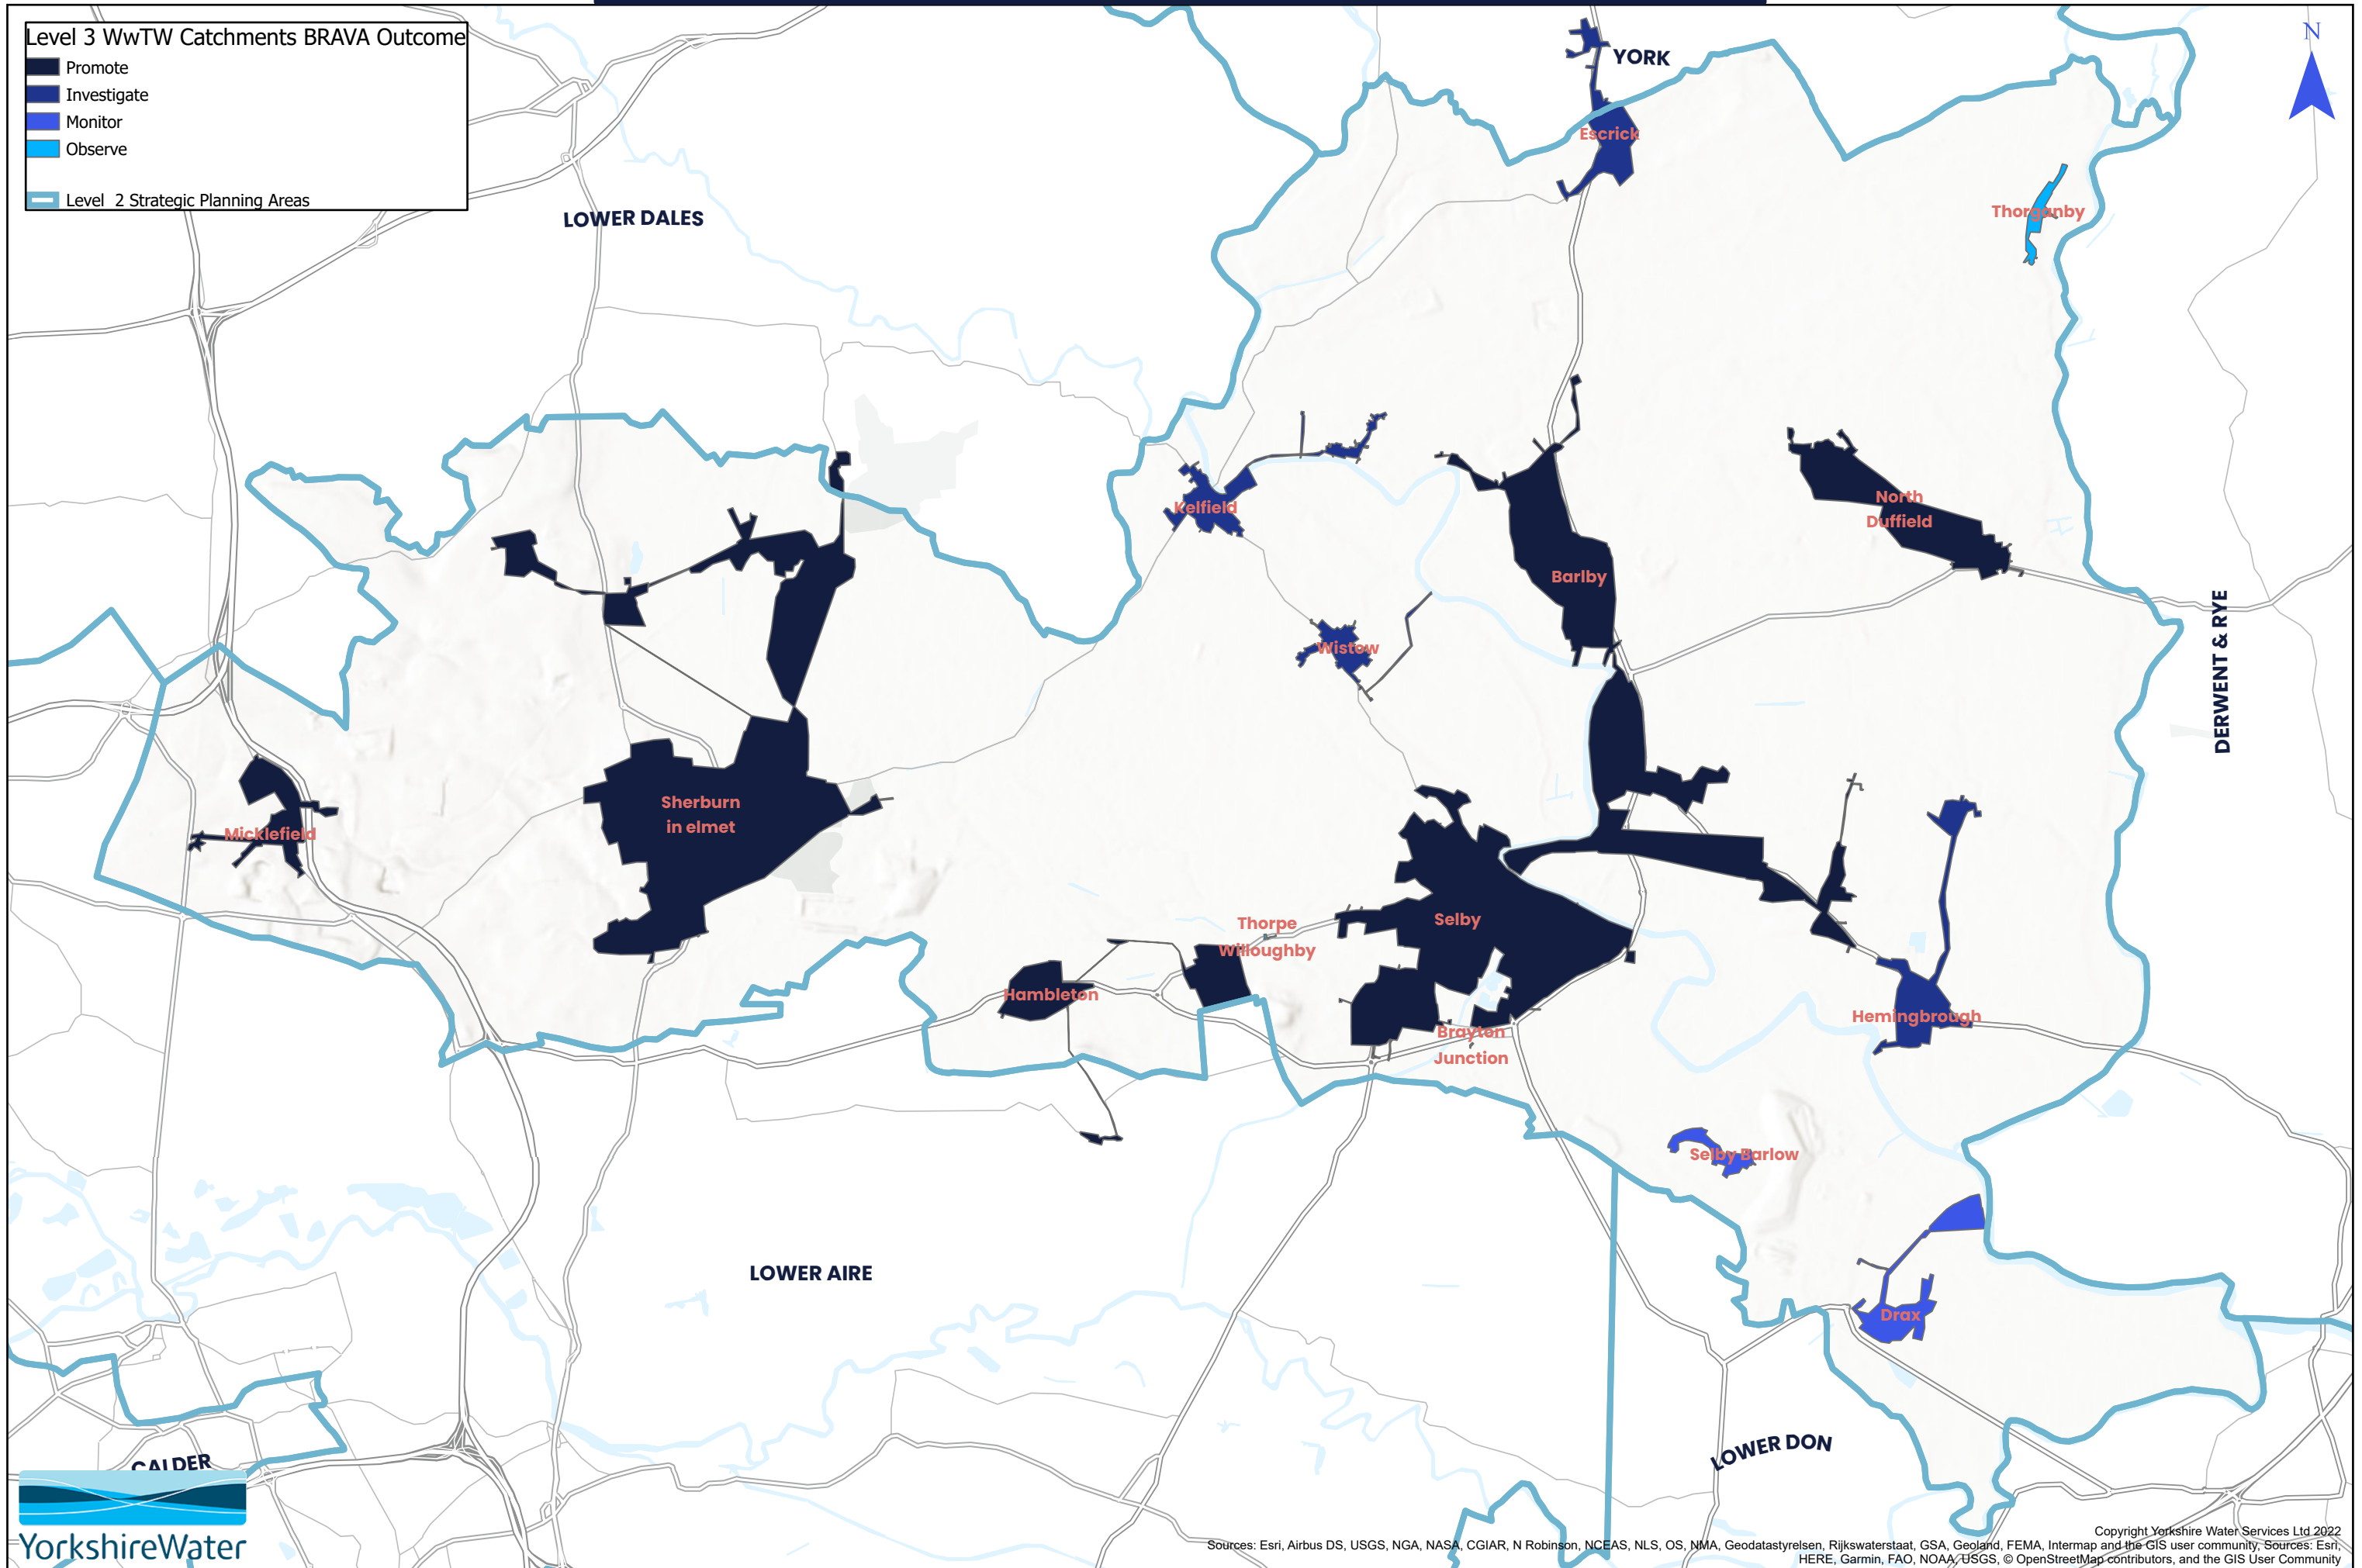 Level 3 WwTW Catchments BRAVA Outcome
Promote
Investigate
Monitor
Observe
Level 2 Strategic Planning Areas
N
YORK
Escrick
LOWER DALES
Thorganby
Kelfield
North
Duffield
Barlby
Wistow
DERWENT & RYE
Sherburn
in elmet
Micklefield
Thorpe
Willoughby
Selby
Hambleton
Brayton
Junction
Hemingbrough
Selby Barlow
LOWER AIRE
Drax
LOWER DON
CALDER
YorkshireWater
Copyright Yorkshire Water Services Ltd 2022
Sources: Esri, Airbus DS, USGS, NGA, NASA, CGIAR, N Robinson, NCEAS, NLS, OS, NMA, Geodatastyrelsen, Rijkswaterstaat, GSA, Geoland, FEMA, Intermap and the GIS user community, Sources: Esri,
HERE, Garmin, FAO, NOAA, USGS, © OpenStreetMap contributors, and the GIS User Community